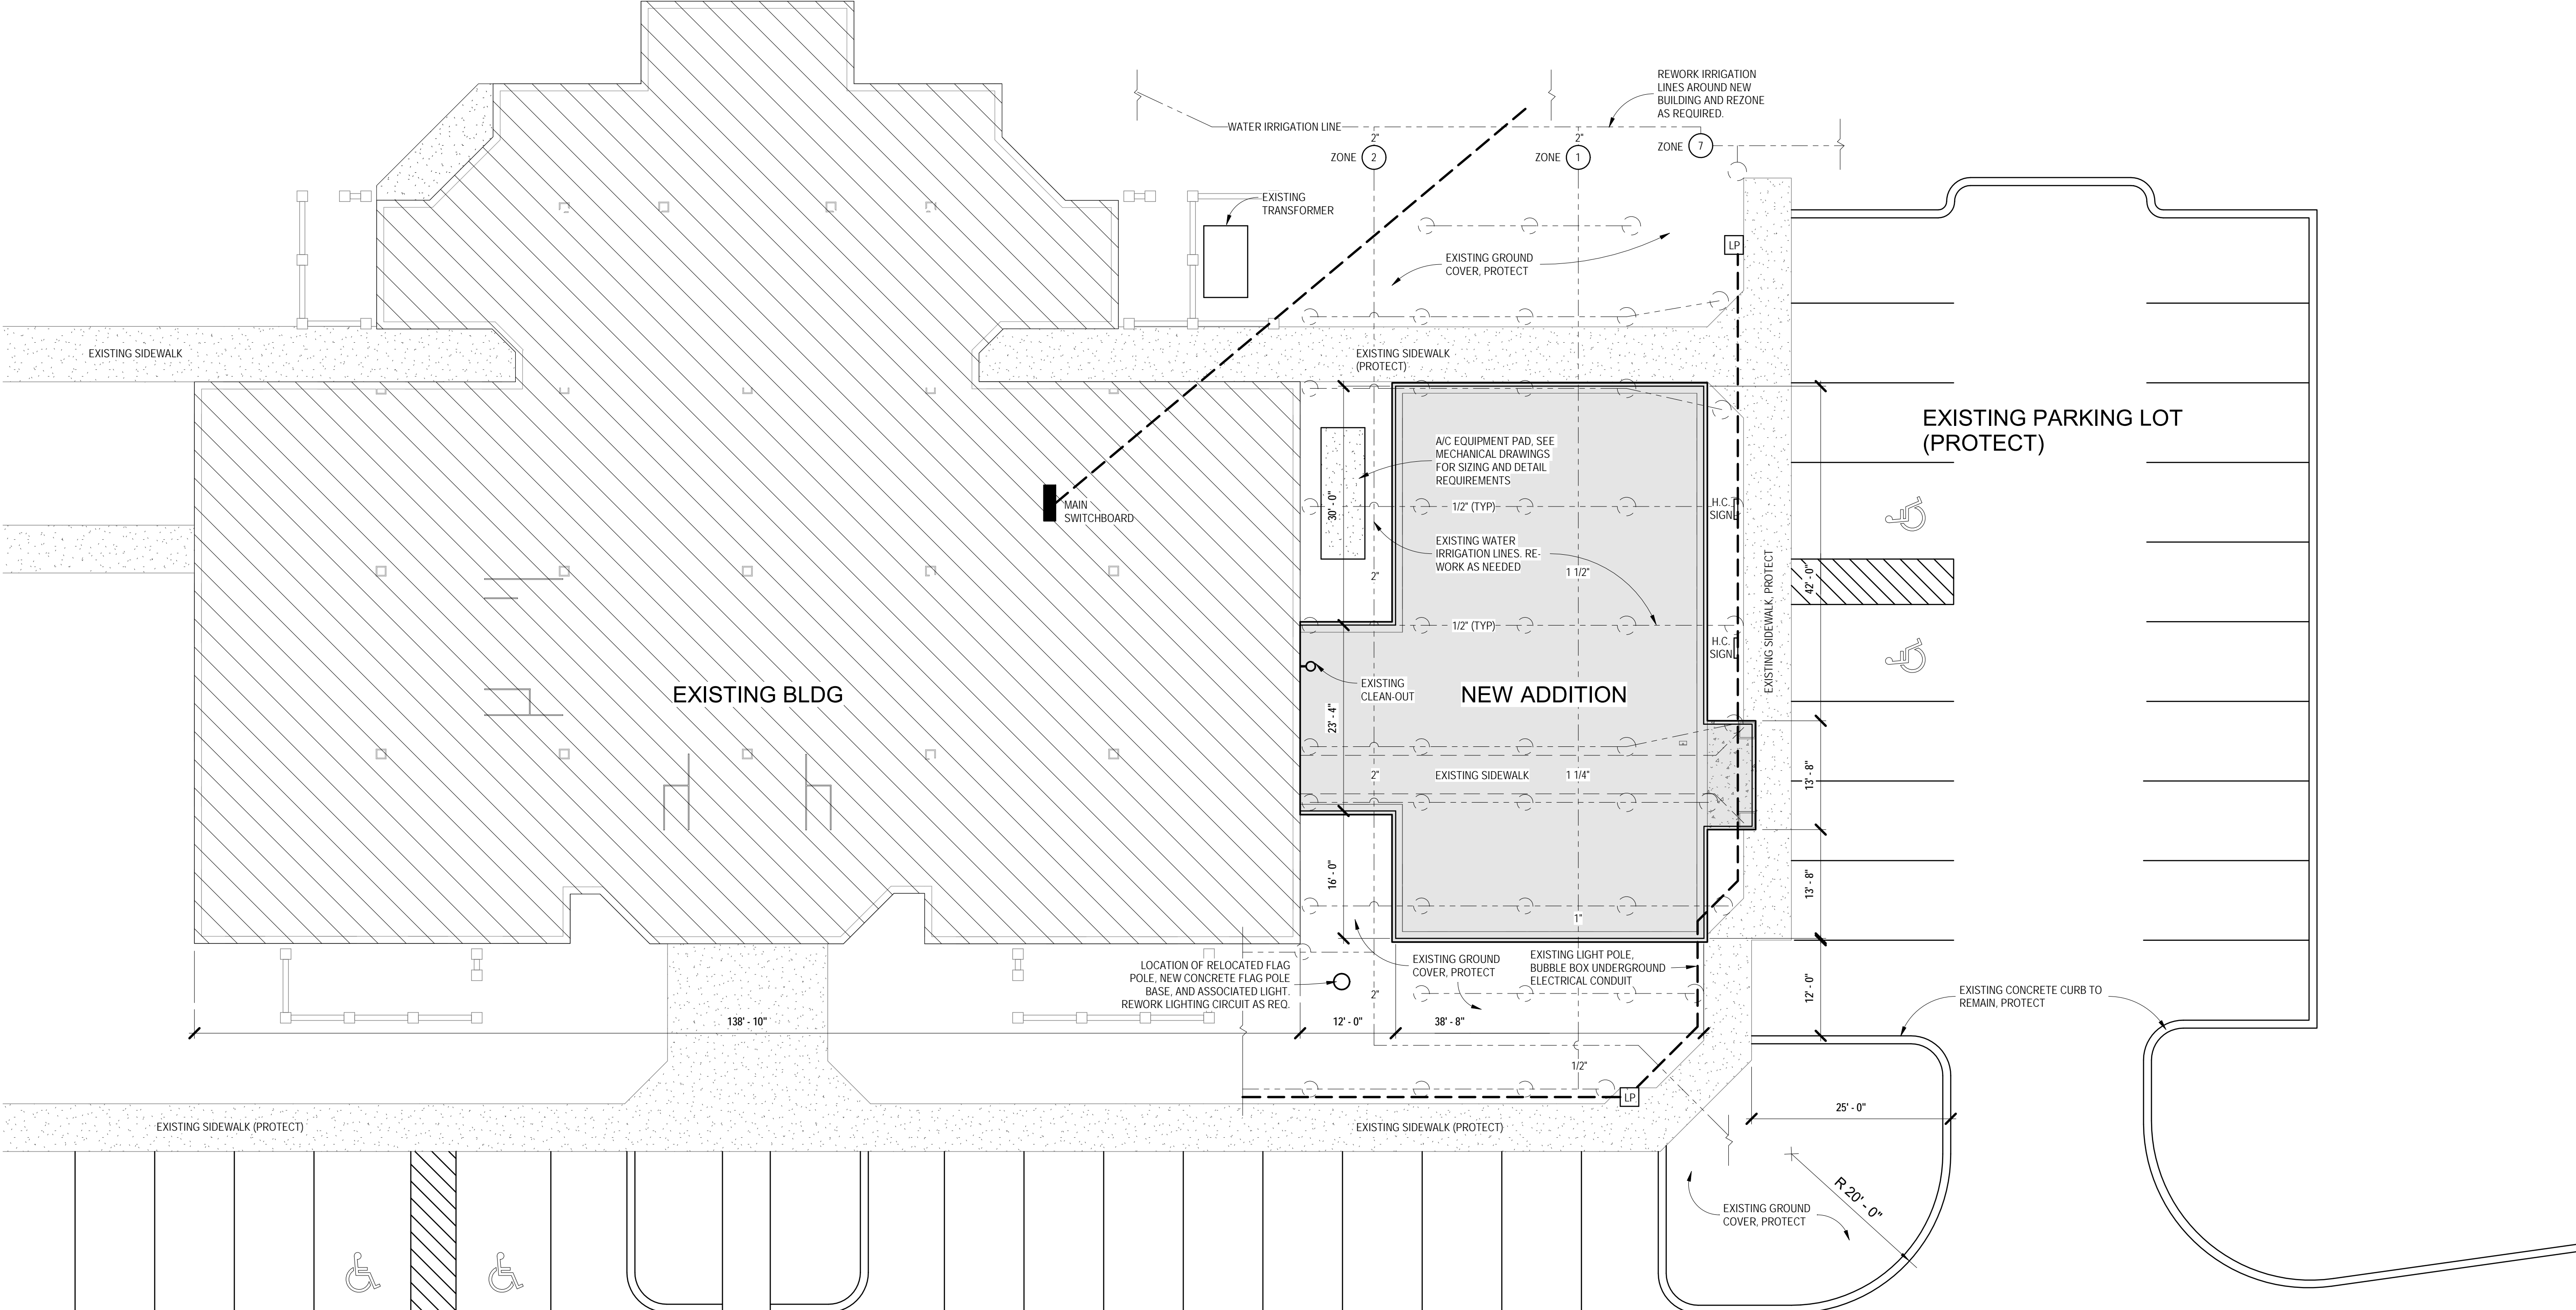 REWORK IRRIGATION
LINES AROUND NEW
BUILDING AND REZONE
AS REQUIRED.
WATER IRRIGATION LINE
2"
2"
ZONE 2
ZONE 1
ZONE 7
EXISTING
TRANSFORMER
LP
EXISTING GROUND
COVER, PROTECT
EXISTING SIDEWALK
EXISTING SIDEWALK
(PROTECT)
EXISTING PARKING LOT
(PROTECT)
A/C EQUIPMENT PAD, SEE
MECHANICAL DRAWINGS
FOR SIZING AND DETAIL
REQUIREMENTS
30' - 0"
1/2" (TYP)
H.C.
SIGN
MAIN
SWITCHBOARD
EXISTING WATER
IRRIGATION LINES. RE-
WORK AS NEEDED
2"
1 1/2"
42' - 0"
EXISTING SIDEWALK, PROTECT
1/2" (TYP)
H.C.
SIGN
EXISTING
CLEAN-OUT
EXISTING BLDG
NEW ADDITION
23' - 4"
2"
EXISTING SIDEWALK
1 1/4"
13' - 8"
16' - 0"
13' - 8"
1"
LOCATION OF RELOCATED FLAG
POLE, NEW CONCRETE FLAG POLE
BASE, AND ASSOCIATED LIGHT.
REWORK LIGHTING CIRCUIT AS REQ.
EXISTING GROUND
COVER, PROTECT
EXISTING LIGHT POLE,
BUBBLE BOX UNDERGROUND
ELECTRICAL CONDUIT
2"
12' - 0"
EXISTING CONCRETE CURB TO
REMAIN, PROTECT
138' - 10"
12' - 0"
38' - 8"
1/2"
LP
25' - 0"
EXISTING SIDEWALK (PROTECT)
EXISTING SIDEWALK (PROTECT)
R 20' - 0"
EXISTING GROUND
COVER, PROTECT